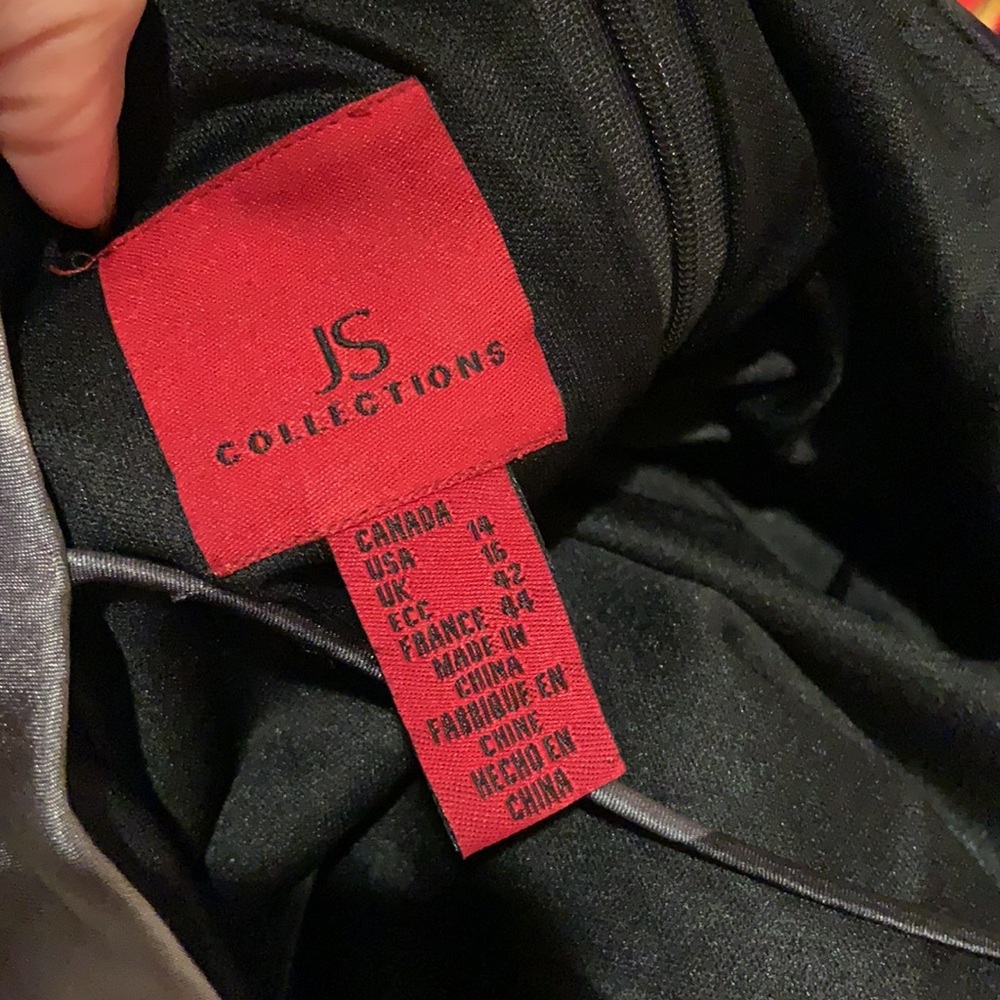 JS
COLLECTIONS
CANADA
USA 14
UK 16
ECC 42
FRANCE 44
MADE IN
CHINA
FABRIQUE EN
CHINE
HECHO EN
CHINA